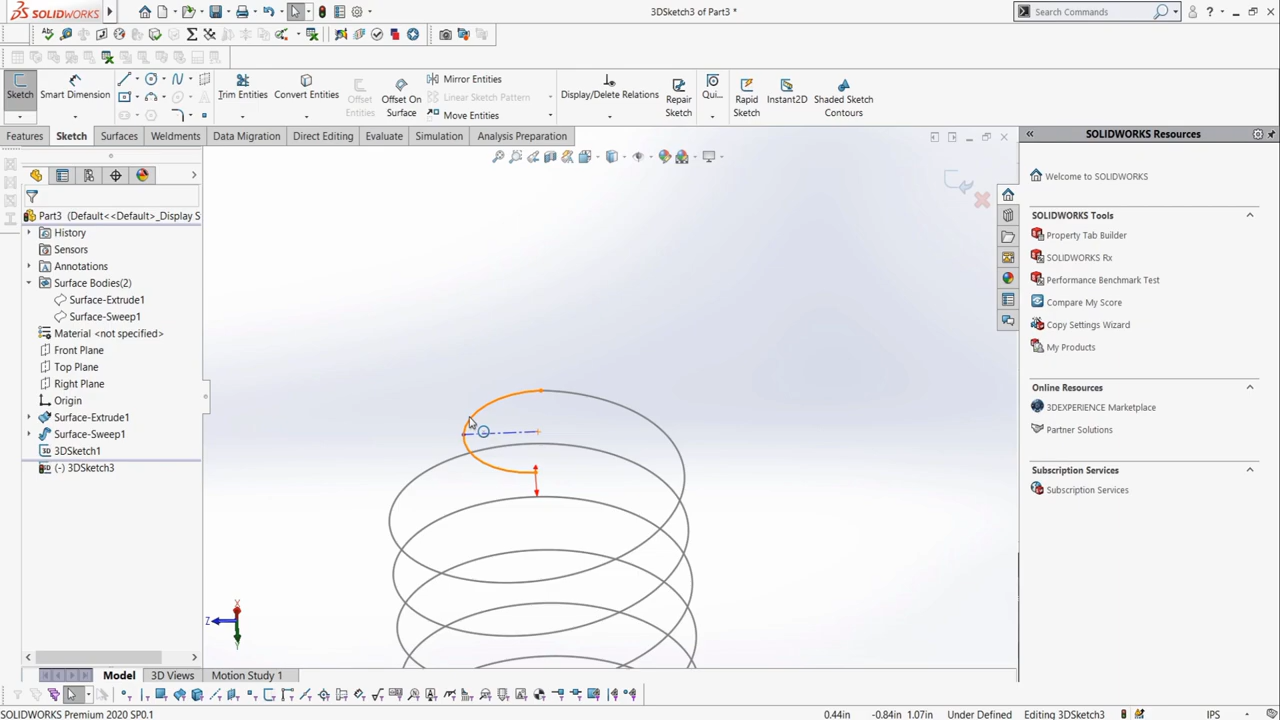 SOLIDWORKS
3DSketch3 of Part3 *
Search Commands
Sketch
Smart Dimension
Trim Entities
Convert Entities
Offset Entities
Offset On Surface
Mirror Entities
Linear Sketch Pattern
Move Entities
Display/Delete Relations
Repair Sketch
Qui...
Rapid Sketch
Instant2D
Shaded Sketch Contours
Features
Sketch
Surfaces
Weldments
Data Migration
Direct Editing
Evaluate
Simulation
Analysis Preparation
Part3 (Default<<Default>_Display S
History
Sensors
Annotations
Surface Bodies(2)
Surface-Extrude1
Surface-Sweep1
Material <not specified>
Front Plane
Top Plane
Right Plane
Origin
Surface-Extrude1
Surface-Sweep1
3D 3DSketch1
3D (-) 3DSketch3
X
Z
Y
SOLIDWORKS Resources
Welcome to SOLIDWORKS
SOLIDWORKS Tools
Property Tab Builder
SOLIDWORKS Rx
Performance Benchmark Test
Compare My Score
Copy Settings Wizard
My Products
Online Resources
3DEXPERIENCE Marketplace
Partner Solutions
Subscription Services
Subscription Services
Model
3D Views
Motion Study 1
SOLIDWORKS Premium 2020 SP0.1
0.44in
-0.84in 1.07in
Under Defined
Editing 3DSketch3
IPS